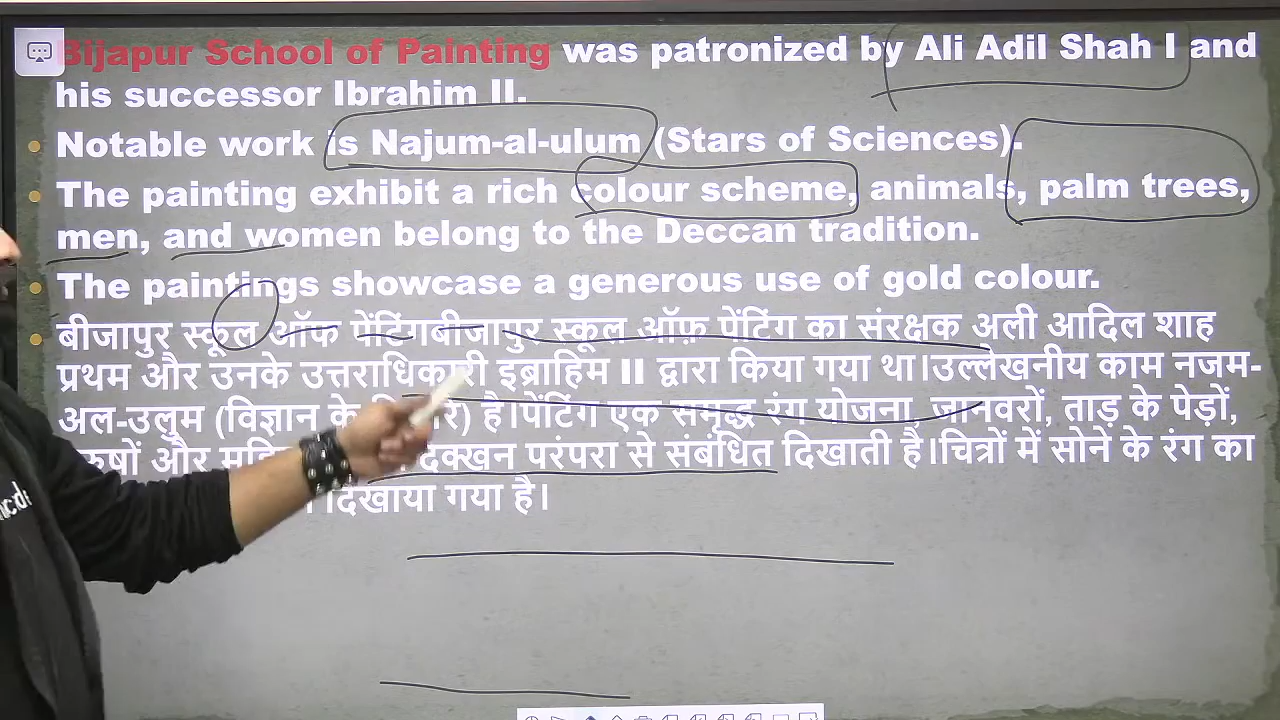 Bijapur School of Painting was patronized by Ali Adil Shah I and
his successor Ibrahim II.
Notable work is Najum-al-ulum (Stars of Sciences).
The painting exhibit a rich colour scheme, animals, palm trees,
men, and women belong to the Deccan tradition.
The paintings showcase a generous use of gold colour.
बीजापुर स्कूल ऑफ पेंटिंगबीजापुर स्कूल ऑफ़ पेंटिंग का संरक्षक अली आदिल शाह
प्रथम और उनके उत्तराधिकारी इब्राहिम II द्वारा किया गया था।उल्लेखनीय काम नजम-
अल-उलुम (विज्ञान के है।पेंटिंग एक समृद्ध रंग योजना, जानवरों, ताड़ के पेड़ों,
और दक्खन परंपरा से संबंधित दिखाती है।चित्रों में सोने के रंग का
दिखाया गया है।